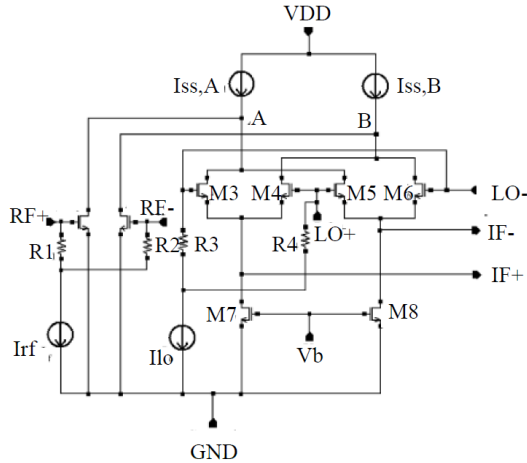 VDD
Iss,A
Iss,B
A
B
M3
M4
M5
M6
LO-
RF+
RF-
R1
R2
R3
R4
LO+
IF-
IF+
M7
M8
Irf
Ilo
Vb
GND